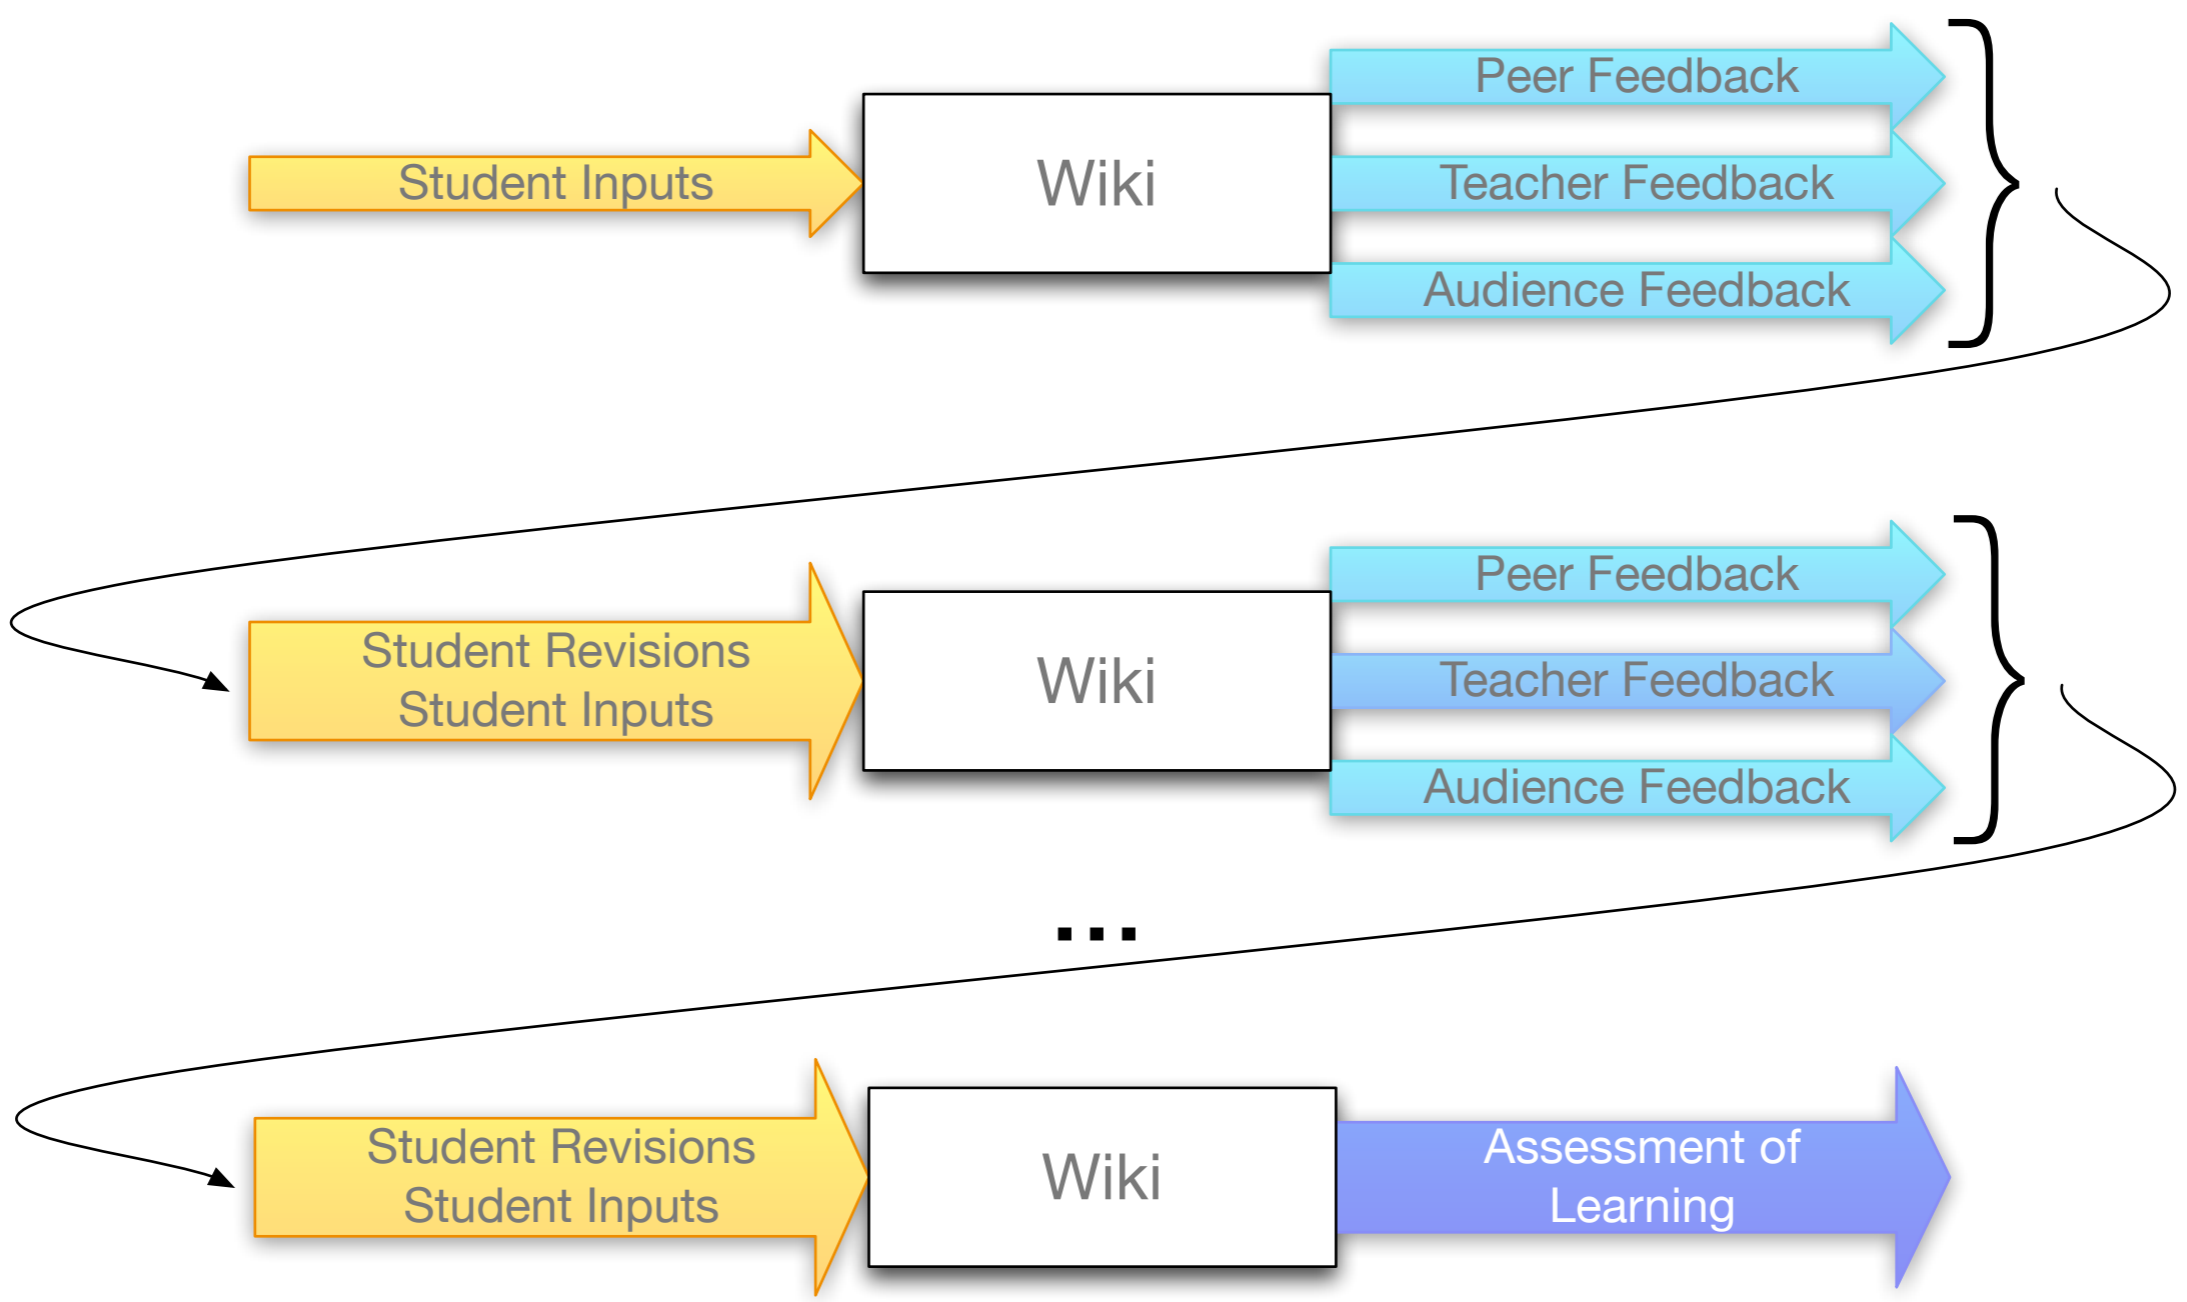 Student Inputs
Wiki
Peer Feedback
Teacher Feedback
Audience Feedback
Student Revisions
Student Inputs
Wiki
Peer Feedback
Teacher Feedback
Audience Feedback
...
Student Revisions
Student Inputs
Wiki
Assessment of
Learning